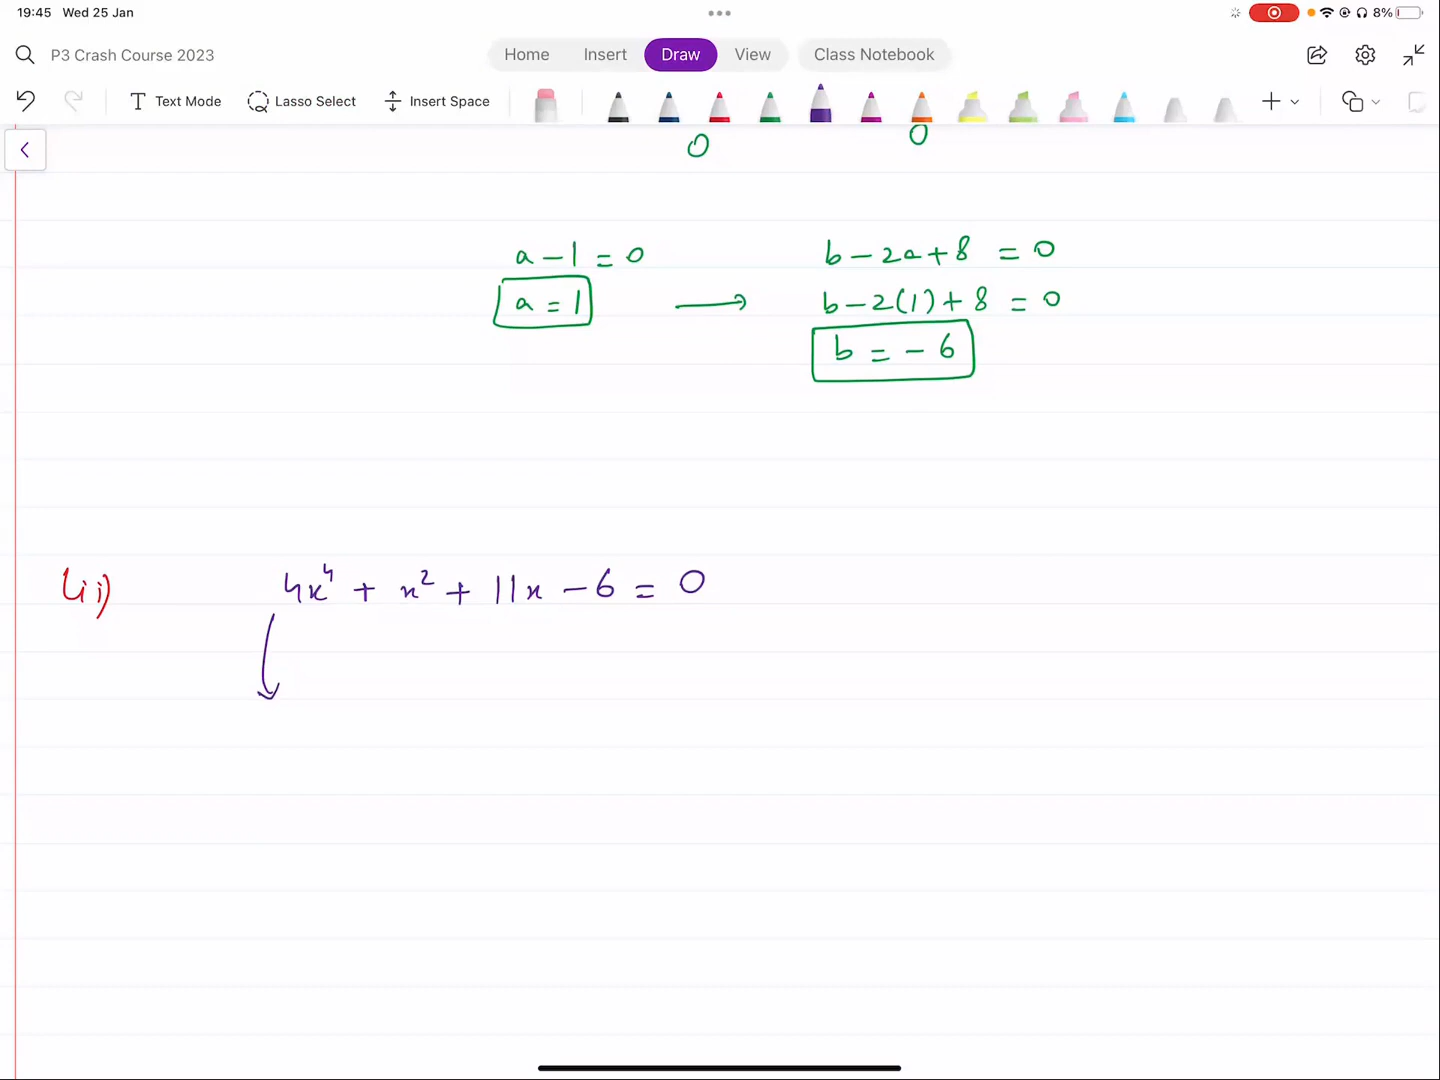 19:45 Wed 25 Jan 8%
P3 Crash Course 2023 Home Insert Draw View Class Notebook
Text Mode Lasso Select Insert Space
0 0
a - 1 = 0 b - 2a + 8 = 0
a = 1 → b - 2(1) + 8 = 0
b = - 6
(ii) 4x⁴ + x² + 11x - 6 = 0